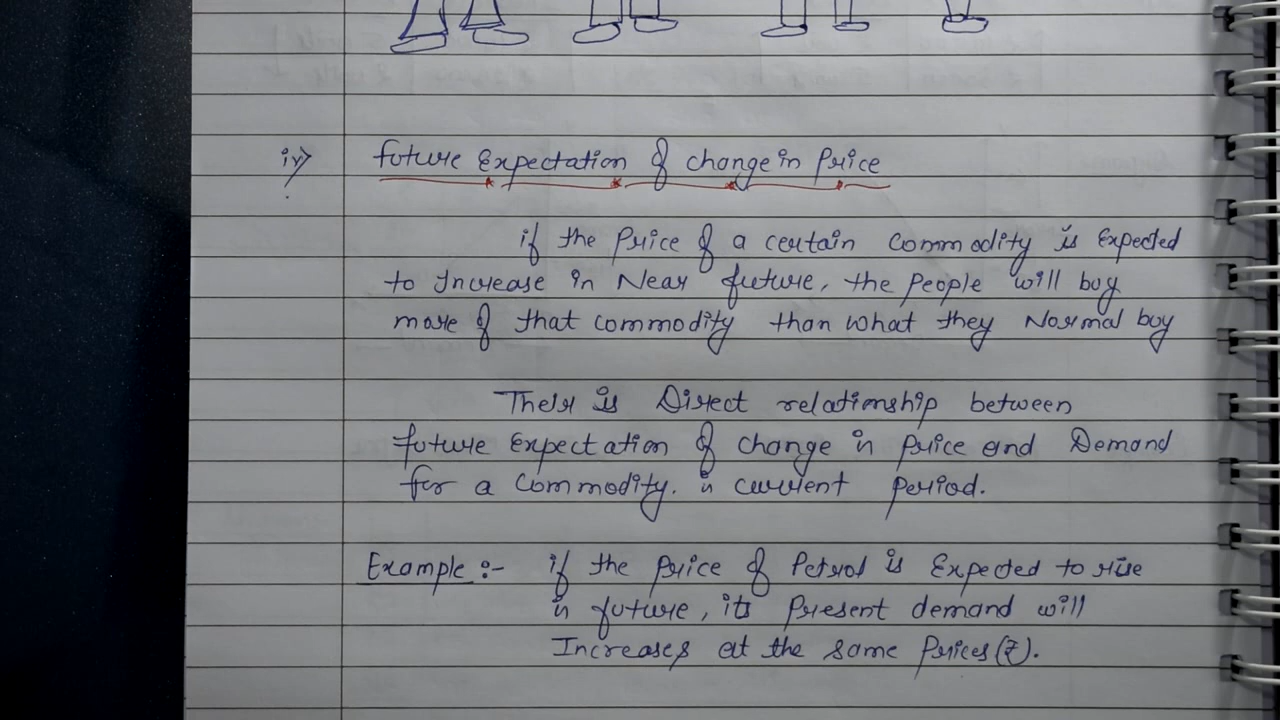 iv>
future Expectation of change in Price
if the Price of a certain commodity is Expected
to Increase in Near future, the People will buy
more of that commodity than what they Normal buy
There is Direct relationship between
future Expectation of change in price and Demand
for a commodity. in current period.
Example :- if the price of Petrol is Expected to rise
in future, its Present demand will
Increases at the same Prices (₹).